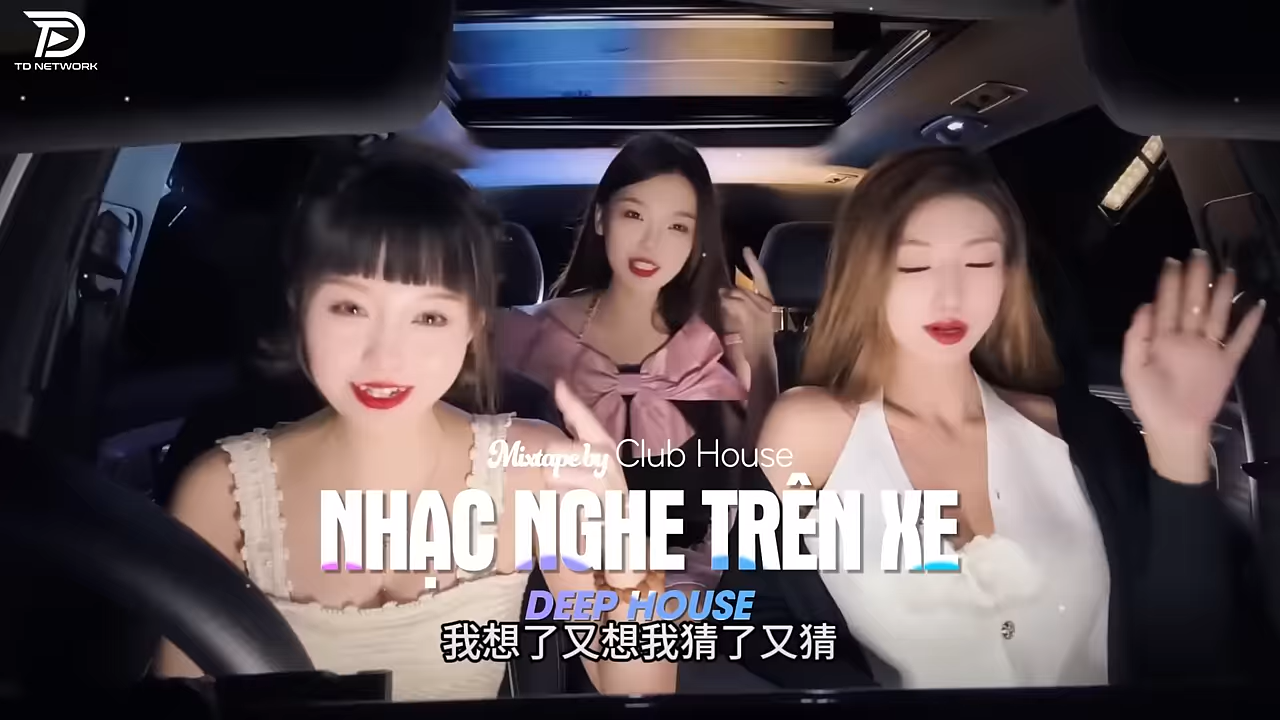 TD NETWORK
Mixtape by Club House
NHẠC NGHE TRÊN XE
DEEP HOUSE
我想了又想我猜了又猜